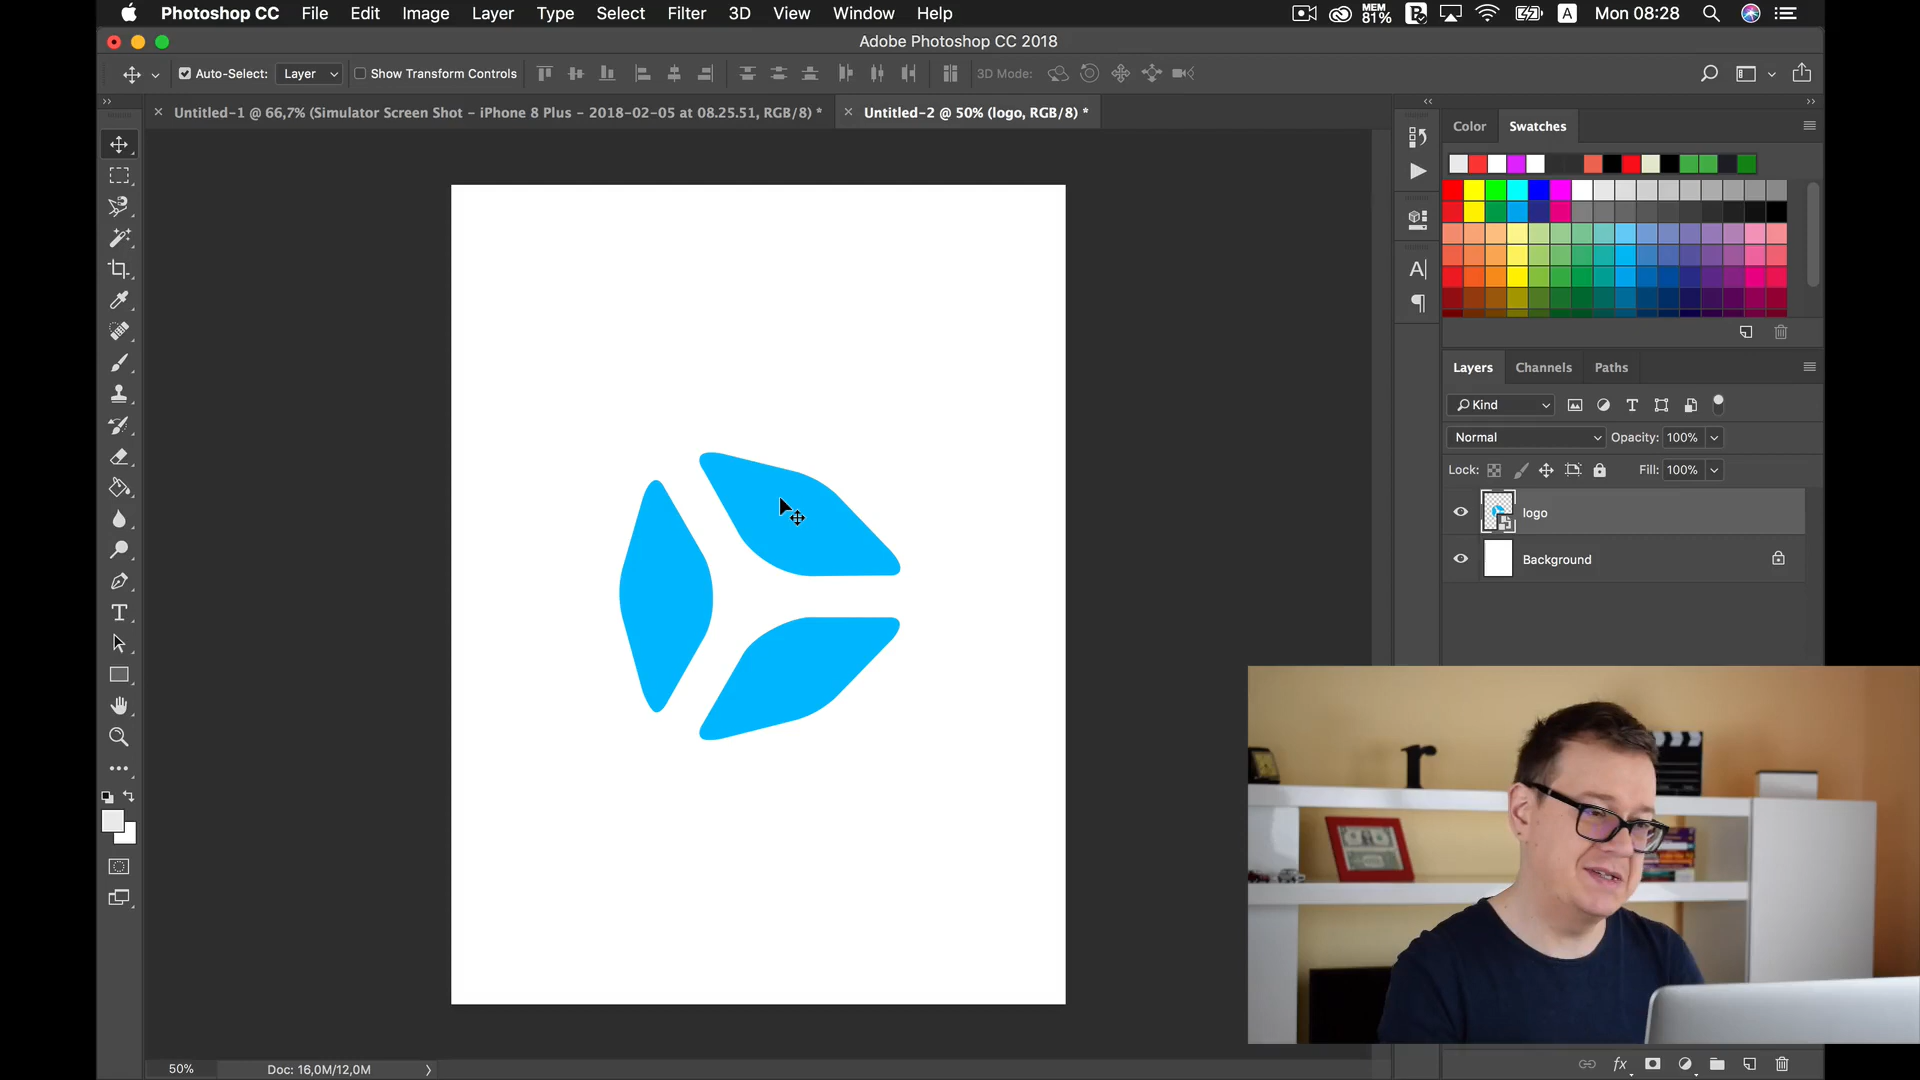 Photoshop CC File Edit Image Layer Type Select Filter 3D View Window Help MEM 81% A Mon 08:28
Adobe Photoshop CC 2018
Auto-Select: Layer Show Transform Controls 3D Mode:
Untitled-1 @ 66,7% (Simulator Screen Shot - iPhone 8 Plus - 2018-02-05 at 08.25.51, RGB/8) * Untitled-2 @ 50% (logo, RGB/8) *
Color Swatches
Layers Channels Paths
Kind
Normal Opacity: 100%
Lock: Fill: 100%
logo
Background
50% Doc: 16,0M/12,0M